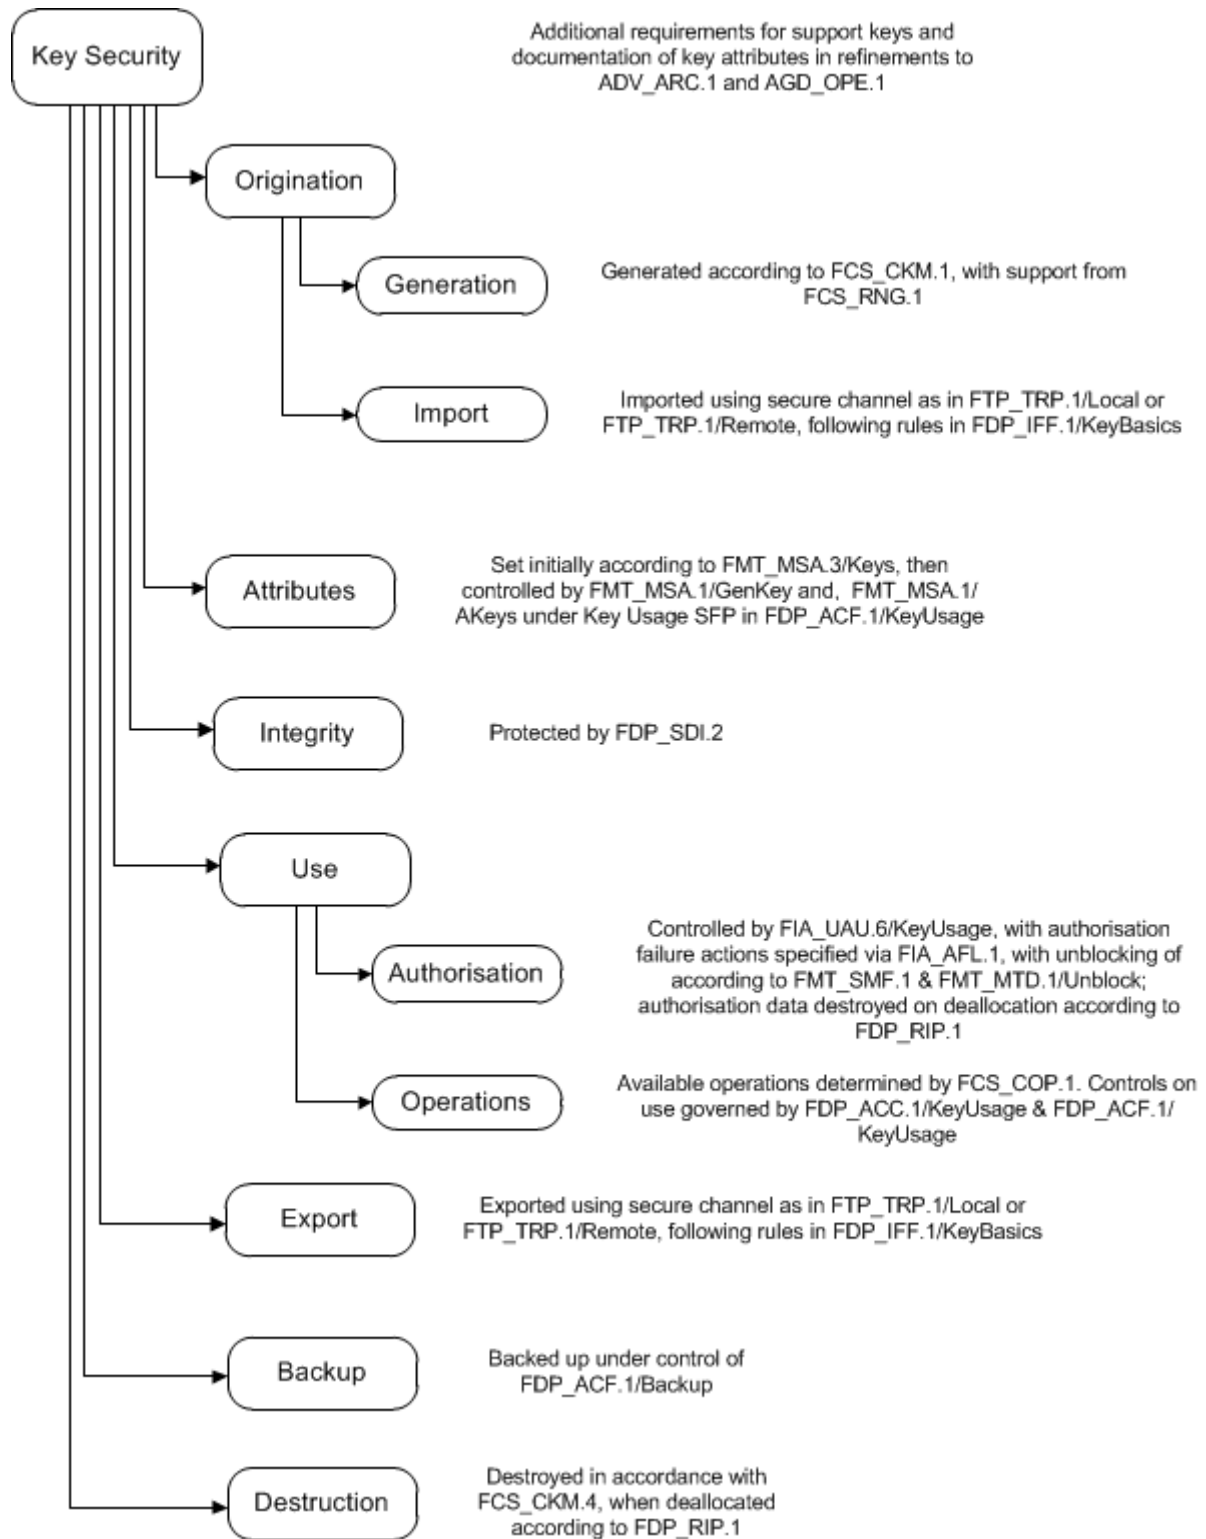 Key Security
Additional requirements for support keys and
documentation of key attributes in refinements to
ADV_ARC.1 and AGD_OPE.1
Origination
Generation
Generated according to FCS_CKM.1, with support from
FCS_RNG.1
Import
Imported using secure channel as in FTP_TRP.1/Local or
FTP_TRP.1/Remote, following rules in FDP_IFF.1/KeyBasics
Attributes
Set initially according to FMT_MSA.3/Keys, then
controlled by FMT_MSA.1/GenKey and, FMT_MSA.1/
AKeys under Key Usage SFP in FDP_ACF.1/KeyUsage
Integrity
Protected by FDP_SDI.2
Use
Authorisation
Controlled by FIA_UAU.6/KeyUsage, with authorisation
failure actions specified via FIA_AFL.1, with unblocking of
according to FMT_SMF.1 & FMT_MTD.1/Unblock;
authorisation data destroyed on deallocation according to
FDP_RIP.1
Operations
Available operations determined by FCS_COP.1. Controls on
use governed by FDP_ACC.1/KeyUsage & FDP_ACF.1/
KeyUsage
Export
Exported using secure channel as in FTP_TRP.1/Local or
FTP_TRP.1/Remote, following rules in FDP_IFF.1/KeyBasics
Backup
Backed up under control of
FDP_ACF.1/Backup
Destruction
Destroyed in accordance with
FCS_CKM.4, when deallocated
according to FDP_RIP.1